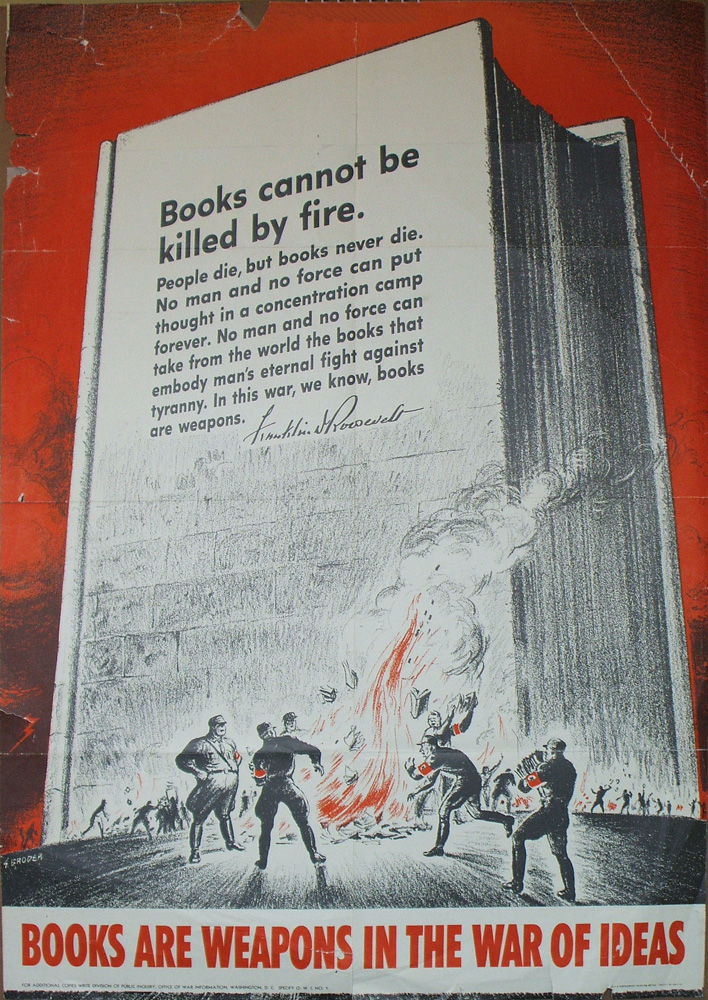 Books cannot be
killed by fire.
People die, but books never die.
No man and no force can put
thought in a concentration camp
forever. No man and no force can
take from the world the books that
embody man's eternal fight against
tyranny. In this war, we know, books
are weapons. Franklin D Roosevelt
S. BRODER
BOOKS ARE WEAPONS IN THE WAR OF IDEAS
FOR ADDITIONAL COPIES WRITE DIVISION OF PUBLIC INQUIRY, OFFICE OF WAR INFORMATION, WASHINGTON, D. C. SPECIFY O. W. I. NO. 7.